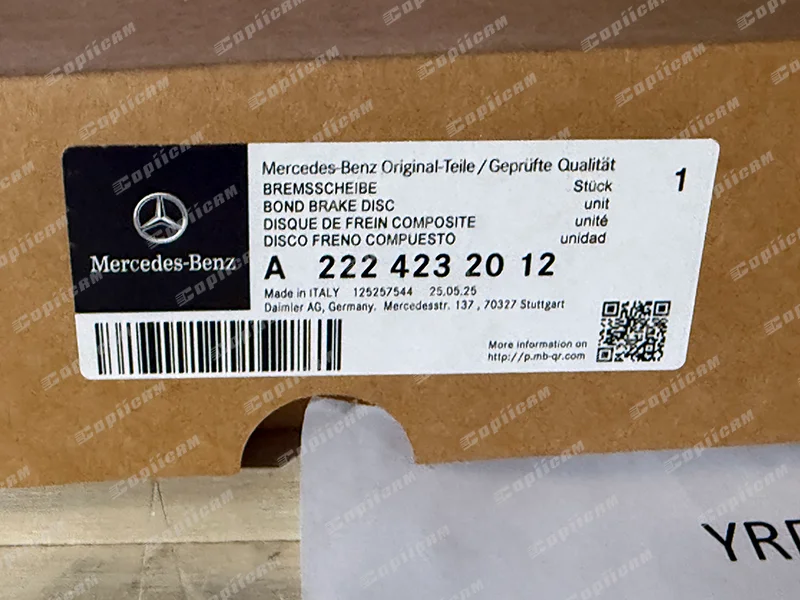 Mercedes-Benz Original-Teile / Geprüfte Qualität
BREMSSCHEIBE Stück 1
BOND BRAKE DISC unit
DISQUE DE FREIN COMPOSITE unité
DISCO FRENO COMPUESTO unidad
Mercedes-Benz
A 222 423 20 12
Made in ITALY 125257544 25.05.25
Daimler AG, Germany. Mercedesstr. 137 , 70327 Stuttgart
More information on
http://p.mb-qr.com
YRD
Copiicam